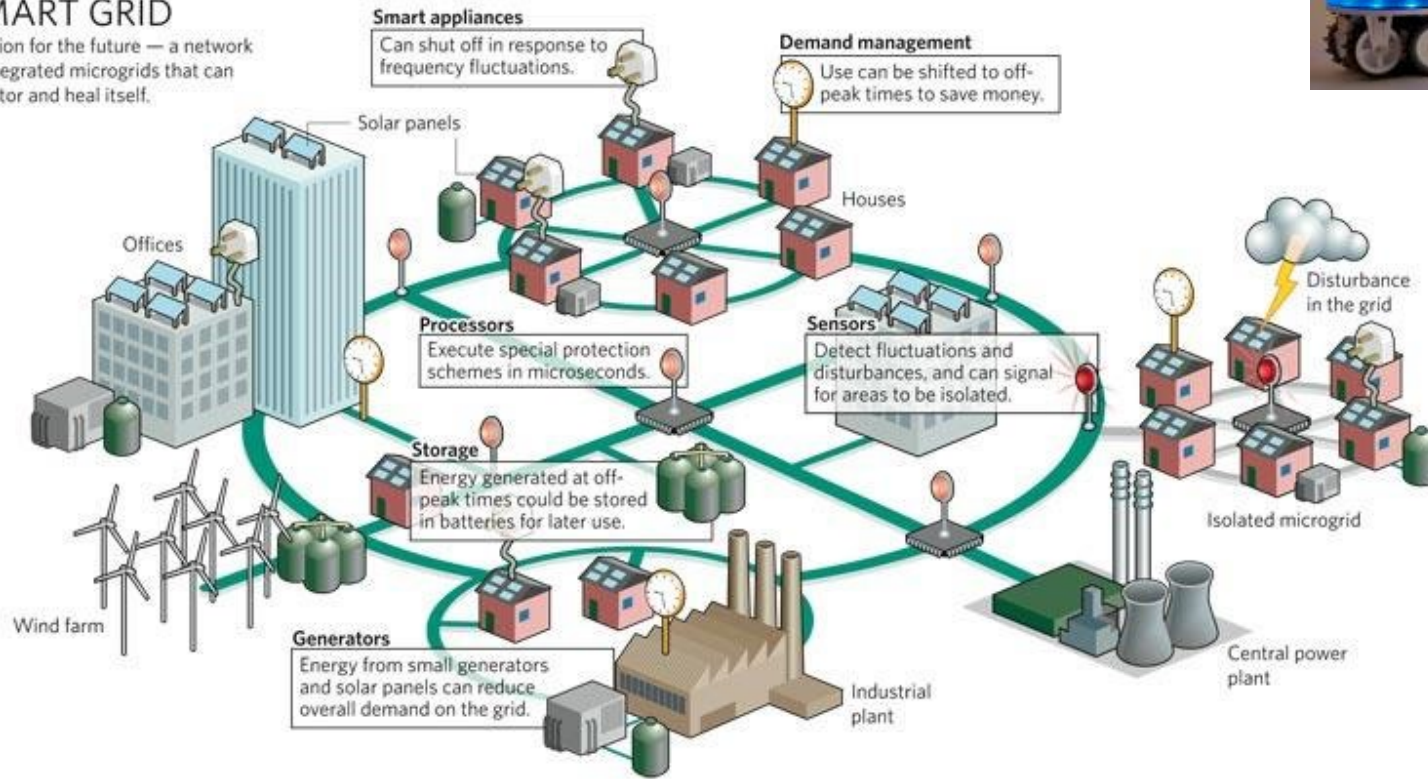 MART GRID
ion for the future — a network
egrated microgrids that can
tor and heal itself.
Smart appliances
Can shut off in response to
frequency fluctuations.
Demand management
Use can be shifted to off-
peak times to save money.
Solar panels
Houses
Offices
Disturbance
in the grid
Processors
Execute special protection
schemes in microseconds.
Sensors
Detect fluctuations and
disturbances, and can signal
for areas to be isolated.
Storage
Energy generated at off-
peak times could be stored
in batteries for later use.
Isolated microgrid
Wind farm
Generators
Energy from small generators
and solar panels can reduce
overall demand on the grid.
Industrial
plant
Central power
plant